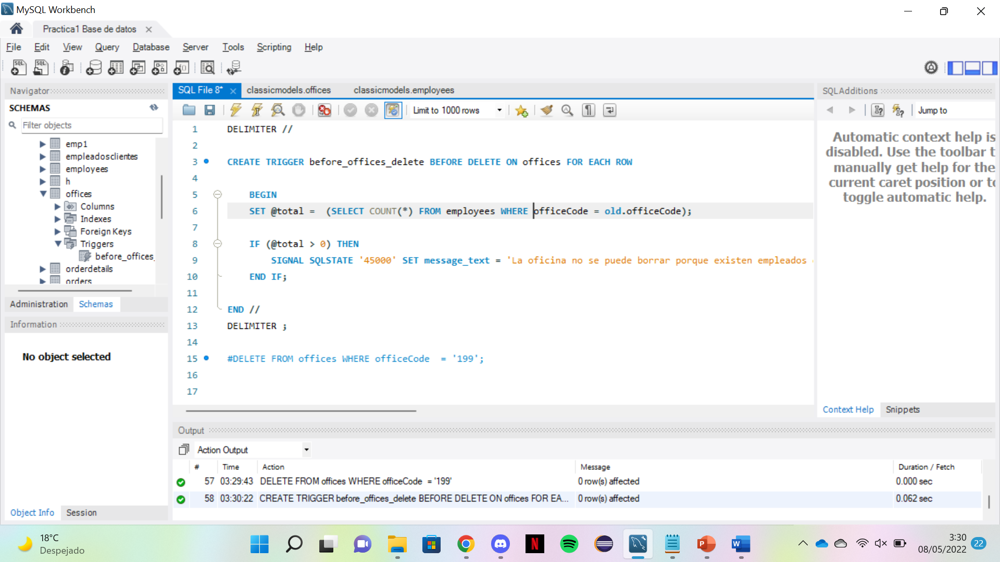 MySQL Workbench
Practica1 Base de datos
File Edit View Query Database Server Tools Scripting Help
Navigator
SCHEMAS
Filter objects
emp1
empleadosclientes
employees
h
offices
Columns
Indexes
Foreign Keys
Triggers
before_offices_
orderdetails
orders
Administration Schemas
Information
No object selected
Object Info Session
SQL File 8* classicmodels.offices classicmodels.employees
Limit to 1000 rows
1 DELIMITER //
2
3 CREATE TRIGGER before_offices_delete BEFORE DELETE ON offices FOR EACH ROW
4
5 BEGIN
6 SET @total = (SELECT COUNT(*) FROM employees WHERE officeCode = old.officeCode);
7
8 IF (@total > 0) THEN
9 SIGNAL SQLSTATE '45000' SET message_text = 'La oficina no se puede borrar porque existen empleados
10 END IF;
11
12 END //
13 DELIMITER ;
14
15 #DELETE FROM offices WHERE officeCode = '199';
16
17
SQLAdditions
Jump to
Automatic context help is
disabled. Use the toolbar t
manually get help for the
current caret position or to
toggle automatic help.
Context Help Snippets
Output
Action Output
# Time Action Message Duration / Fetch
57 03:29:43 DELETE FROM offices WHERE officeCode = '199' 0 row(s) affected 0.000 sec
58 03:30:22 CREATE TRIGGER before_offices_delete BEFORE DELETE ON offices FOR EA... 0 row(s) affected 0.062 sec
18°C
Despejado
3:30
08/05/2022
22